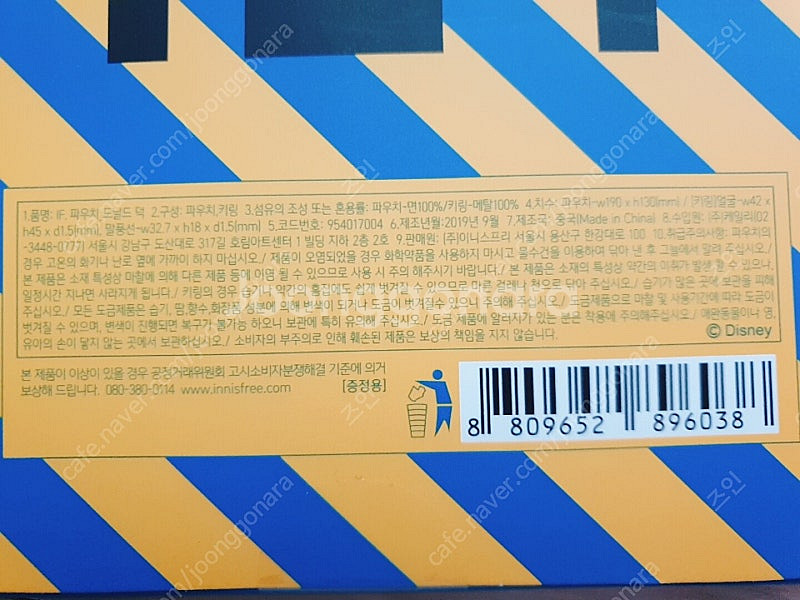 1.품명: IF. 파우치_도날드 덕 2.구성: 파우치,키링 3.섬유의 조성 또는 혼용률: 파우치-면100%/키링-메탈100% 4.치수: 파우치-w190 x h130(mm) / [키링]얼굴-w42 x
h45 x d1.5(mm), 말풍선-w32.7 x h18 x d1.5(mm) 5.코드번호: 954017004 6.제조년월:2019년 9월 7.제조국: 중국(Made in China) 8.수입원: (주)케일리(02
-3448-0777) 서울시 강남구 도산대로 317길 호림아트센터 1 빌딩 지하 2층 2호 9.판매원: (주)이니스프리 서울시 용산구 한강대로 100 10.취급주의사항: 파우치의
경우 고온의 화기나 난로 옆에 가까이 하지 마십시오./ 제품이 오염되었을 경우 화학약품을 사용하지 마시고 물수건을 이용하여 닦아 낸 후 그늘에서 말려 주십시오./
본 제품은 소재 특성상 마찰에 의해 다른 제품 등에 이염 될 수 있으므로 사용 시 주의 해주시기 바랍니다./ 본 제품은 소재의 특성상 약간의 이취가 발생 할 수 있으나,
일정시간 지나면 사라지게 됩니다./ 키링의 경우 습기나 약간의 흠집에도 쉽게 벗겨질 수 있으므로 마른 걸레나 천으로 닦아 주십시오./ 습기가 많은 곳에 보관을 피해
주십시오./ 모든 도금제품은 습기, 땀,향수,화장품 성분에 의해 변색이 되거나 도금이 벗겨질수 있으니 주의해 주십시오./ 도금제품으로 마찰 및 사용기간에 따라 도금이
벗겨질 수 있으며, 변색이 진행되면 복구가 불가능 하오니 보관에 특히 유의해 주십시오./ 도금 제품에 알러지가 있는 분은 착용에 주의해주십시오./ 애완동물이나 영,
유아의 손이 닿지 않는 곳에서 보관하십시오./ 소비자의 부주의로 인해 훼손된 제품은 보상의 책임을 지지 않습니다.
© Disney
본 제품에 이상이 있을 경우 공정거래위원회 고시소비자분쟁해결 기준에 의거
보상해 드립니다. 080-380-0114 www.innisfree.com [증정용]
8 809652 896038
cafe.naver.com/joonggonara
조인